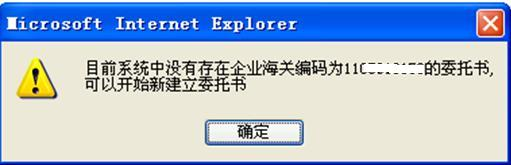 Microsoft Internet Explorer
目前系统中没有存在企业海关编码为110的委托书,
可以开始新建立委托书
确定